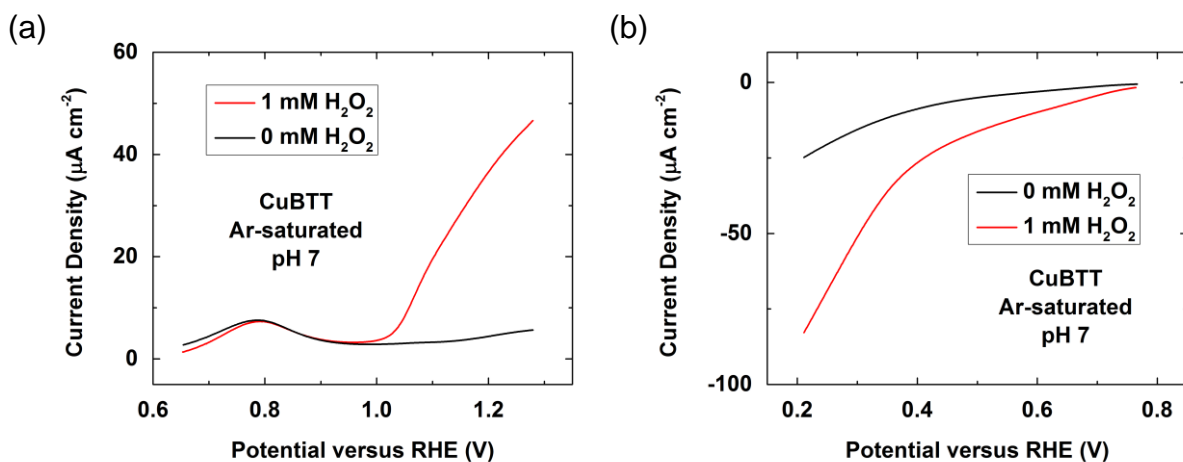 (a)
60
40
20
0
Current Density (μA cm⁻²)
1 mM H₂O₂
0 mM H₂O₂
CuBTT
Ar-saturated
pH 7
0.6 0.8 1.0 1.2
Potential versus RHE (V)
(b)
0
-50
-100
Current Density (μA cm⁻²)
0 mM H₂O₂
1 mM H₂O₂
CuBTT
Ar-saturated
pH 7
0.2 0.4 0.6 0.8
Potential versus RHE (V)